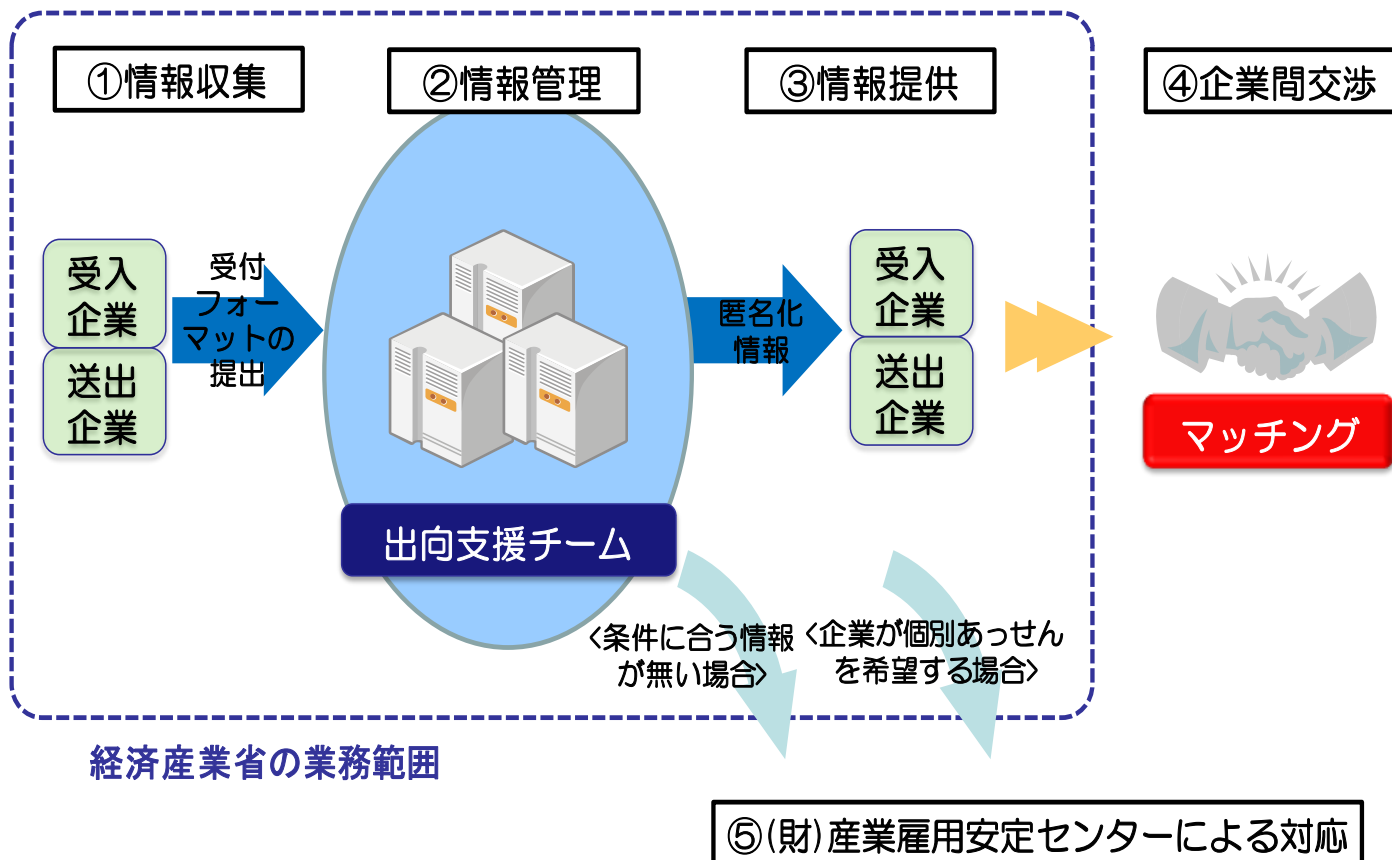 ①情報収集
②情報管理
③情報提供
④企業間交渉
受入
企業
送出
企業
受付
フォー
マットの
提出
出向支援チーム
匿名化
情報
受入
企業
送出
企業
マッチング
<条件に合う情報
が無い場合>
<企業が個別あっせん
を希望する場合>
経済産業省の業務範囲
⑤(財)産業雇用安定センターによる対応